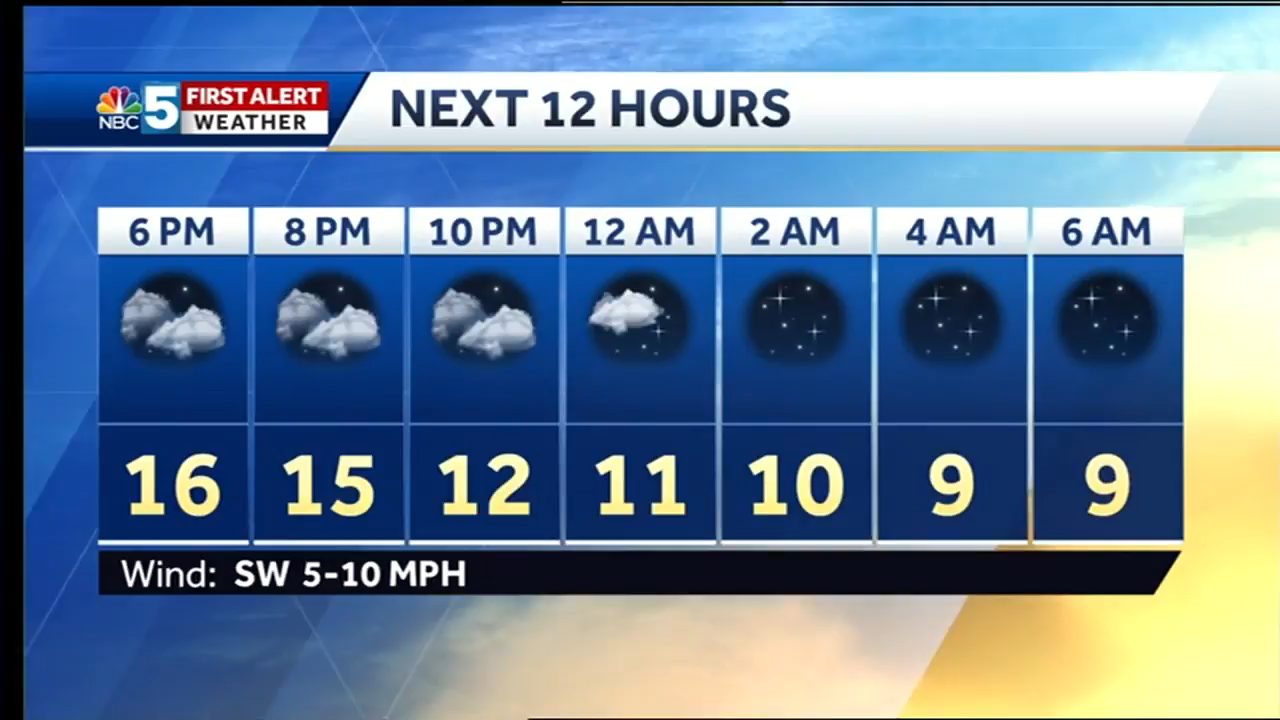 NBC 5 FIRST ALERT WEATHER
NEXT 12 HOURS
6 PM 8 PM 10 PM 12 AM 2 AM 4 AM 6 AM
16 15 12 11 10 9 9
Wind: SW 5-10 MPH